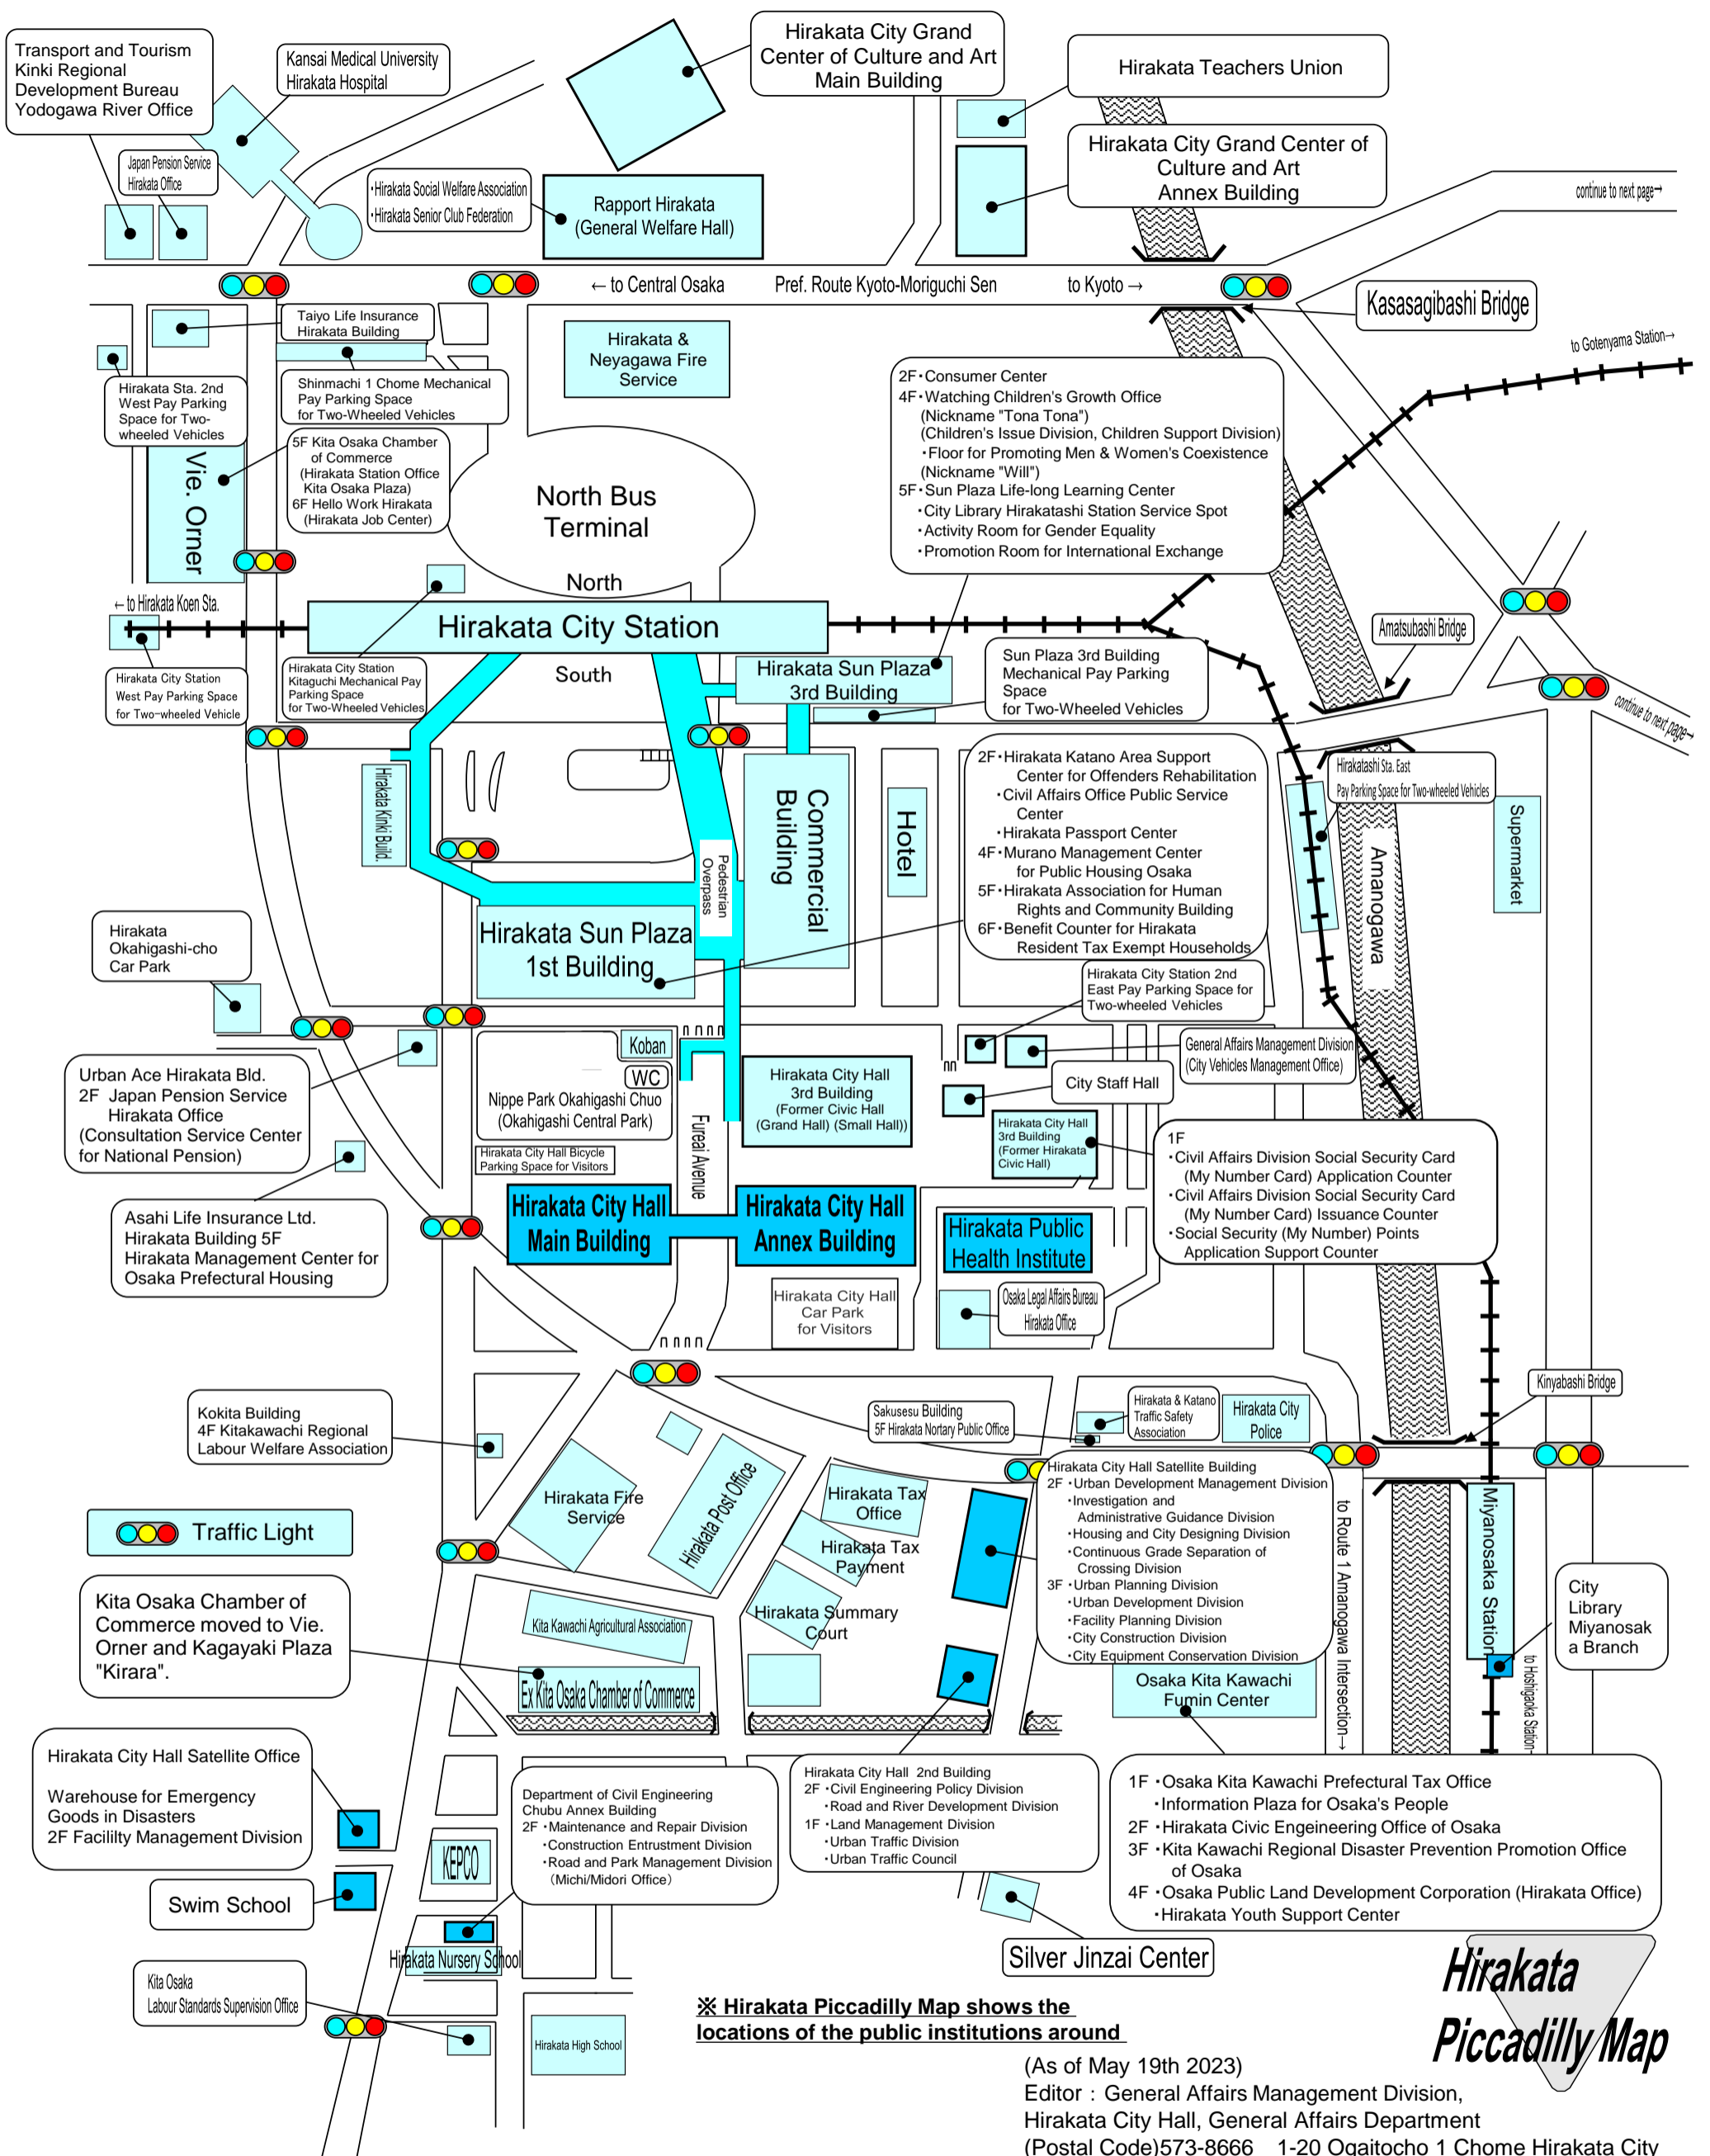 Transport and Tourism
Kinki Regional
Development Bureau
Yodogawa River Office
Kansai Medical University
Hirakata Hospital
Japan Pension Service
Hirakata Office
Hirakata City Grand
Center of Culture and Art
Main Building
Hirakata Teachers Union
Hirakata City Grand Center of
Culture and Art
Annex Building
・Hirakata Social Welfare Association
・Hirakata Senior Club Federation
Rapport Hirakata
(General Welfare Hall)
continue to next page→
← to Central Osaka
Pref. Route Kyoto-Moriguchi Sen
to Kyoto →
Kasasagibashi Bridge
to Gotenyama Station→
Taiyo Life Insurance
Hirakata Building
Hirakata &
Neyagawa Fire
Service
Hirakata Sta. 2nd
West Pay Parking
Space for Two-
wheeled Vehicles
Shinmachi 1 Chome Mechanical
Pay Parking Space
for Two-Wheeled Vehicles
Vie. Orner
5F Kita Osaka Chamber
of Commerce
(Hirakata Station Office
Kita Osaka Plaza)
6F Hello Work Hirakata
(Hirakata Job Center)
North Bus
Terminal
North
2F・Consumer Center
4F・Watching Children's Growth Office
(Nickname "Tona Tona")
(Children's Issue Division, Children Support Division)
・Floor for Promoting Men & Women's Coexistence
(Nickname "Will")
5F・Sun Plaza Life-long Learning Center
・City Library Hirakatashi Station Service Spot
・Activity Room for Gender Equality
・Promotion Room for International Exchange
← to Hirakata Koen Sta.
Hirakata City Station
South
Amatsubashi Bridge
Hirakata City Station
West Pay Parking Space
for Two-wheeled Vehicle
Hirakata City Station
Kitaguchi Mechanical Pay
Parking Space
for Two-Wheeled Vehicles
Hirakata Sun Plaza
3rd Building
Sun Plaza 3rd Building
Mechanical Pay Parking
Space
for Two-Wheeled Vehicles
continue to next page→
Hirakata Kinki Build.
Pedestrian
Overpass
Commercial
Building
Hotel
2F・Hirakata Katano Area Support
Center for Offenders Rehabilitation
・Civil Affairs Office Public Service
Center
・Hirakata Passport Center
4F・Murano Management Center
for Public Housing Osaka
5F・Hirakata Association for Human
Rights and Community Building
6F・Benefit Counter for Hirakata
Resident Tax Exempt Households
Hirakatashi Sta. East
Pay Parking Space for Two-wheeled Vehicles
Amanogawa
Supermarket
Hirakata
Okahigashi-cho
Car Park
Hirakata Sun Plaza
1st Building
Hirakata City Station 2nd
East Pay Parking Space for
Two-wheeled Vehicles
General Affairs Management Division
(City Vehicles Management Office)
City Staff Hall
Koban
WC
Nippe Park Okahigashi Chuo
(Okahigashi Central Park)
Hirakata City Hall Bicycle
Parking Space for Visitors
Fureai Avenue
Hirakata City Hall
3rd Building
(Former Civic Hall
(Grand Hall) (Small Hall))
Hirakata City Hall
3rd Building
(Former Hirakata
Civic Hall)
Urban Ace Hirakata Bld.
2F Japan Pension Service
Hirakata Office
(Consultation Service Center
for National Pension)
1F
・Civil Affairs Division Social Security Card
(My Number Card) Application Counter
・Civil Affairs Division Social Security Card
(My Number Card) Issuance Counter
・Social Security (My Number) Points
Application Support Counter
Asahi Life Insurance Ltd.
Hirakata Building 5F
Hirakata Management Center for
Osaka Prefectural Housing
Hirakata City Hall
Main Building
Hirakata City Hall
Annex Building
Hirakata Public
Health Institute
Hirakata City Hall
Car Park
for Visitors
Osaka Legal Affairs Bureau
Hirakata Office
Kinyabashi Bridge
Kokita Building
4F Kitakawachi Regional
Labour Welfare Association
Sakusesu Building
5F Hirakata Nortary Public Office
Hirakata & Katano
Traffic Safety
Association
Hirakata City
Police
Hirakata Fire
Service
Hirakata Post Office
Hirakata Tax
Office
Hirakata Tax
Payment
Hirakata Summary
Court
Hirakata City Hall Satellite Building
2F ・Urban Development Management Division
・Investigation and
Administrative Guidance Division
・Housing and City Designing Division
・Continuous Grade Separation of
Crossing Division
3F ・Urban Planning Division
・Urban Development Division
・Facility Planning Division
・City Construction Division
・City Equipment Conservation Division
to Route 1 Amanogawa Intersection→
Miyanosaka Station
to Hoshigaoka Station→
City
Library
Miyanosak
a Branch
Traffic Light
Kita Osaka Chamber of
Commerce moved to Vie.
Orner and Kagayaki Plaza
"Kirara".
Kita Kawachi Agricultural Association
Ex Kita Osaka Chamber of Commerce
Osaka Kita Kawachi
Fumin Center
Hirakata City Hall Satellite Office
Warehouse for Emergency
Goods in Disasters
2F Facililty Management Division
Swim School
KEPCO
Department of Civil Engineering
Chubu Annex Building
2F ・Maintenance and Repair Division
・Construction Entrustment Division
・Road and Park Management Division
（Michi/Midori Office）
Hirakata City Hall 2nd Building
2F ・Civil Engineering Policy Division
・Road and River Development Division
1F ・Land Management Division
・Urban Traffic Division
・Urban Traffic Council
1F ・Osaka Kita Kawachi Prefectural Tax Office
・Information Plaza for Osaka's People
2F ・Hirakata Civic Engeineering Office of Osaka
3F ・Kita Kawachi Regional Disaster Prevention Promotion Office
of Osaka
4F ・Osaka Public Land Development Corporation (Hirakata Office)
・Hirakata Youth Support Center
Hirakata Nursery School
Silver Jinzai Center
Kita Osaka
Labour Standards Supervision Office
Hirakata High School
※ Hirakata Piccadilly Map shows the
locations of the public institutions around
Hirakata
Piccadilly Map
(As of May 19th 2023)
Editor：General Affairs Management Division,
Hirakata City Hall, General Affairs Department
(Postal Code)573-8666 1-20 Ogaitocho 1 Chome Hirakata City